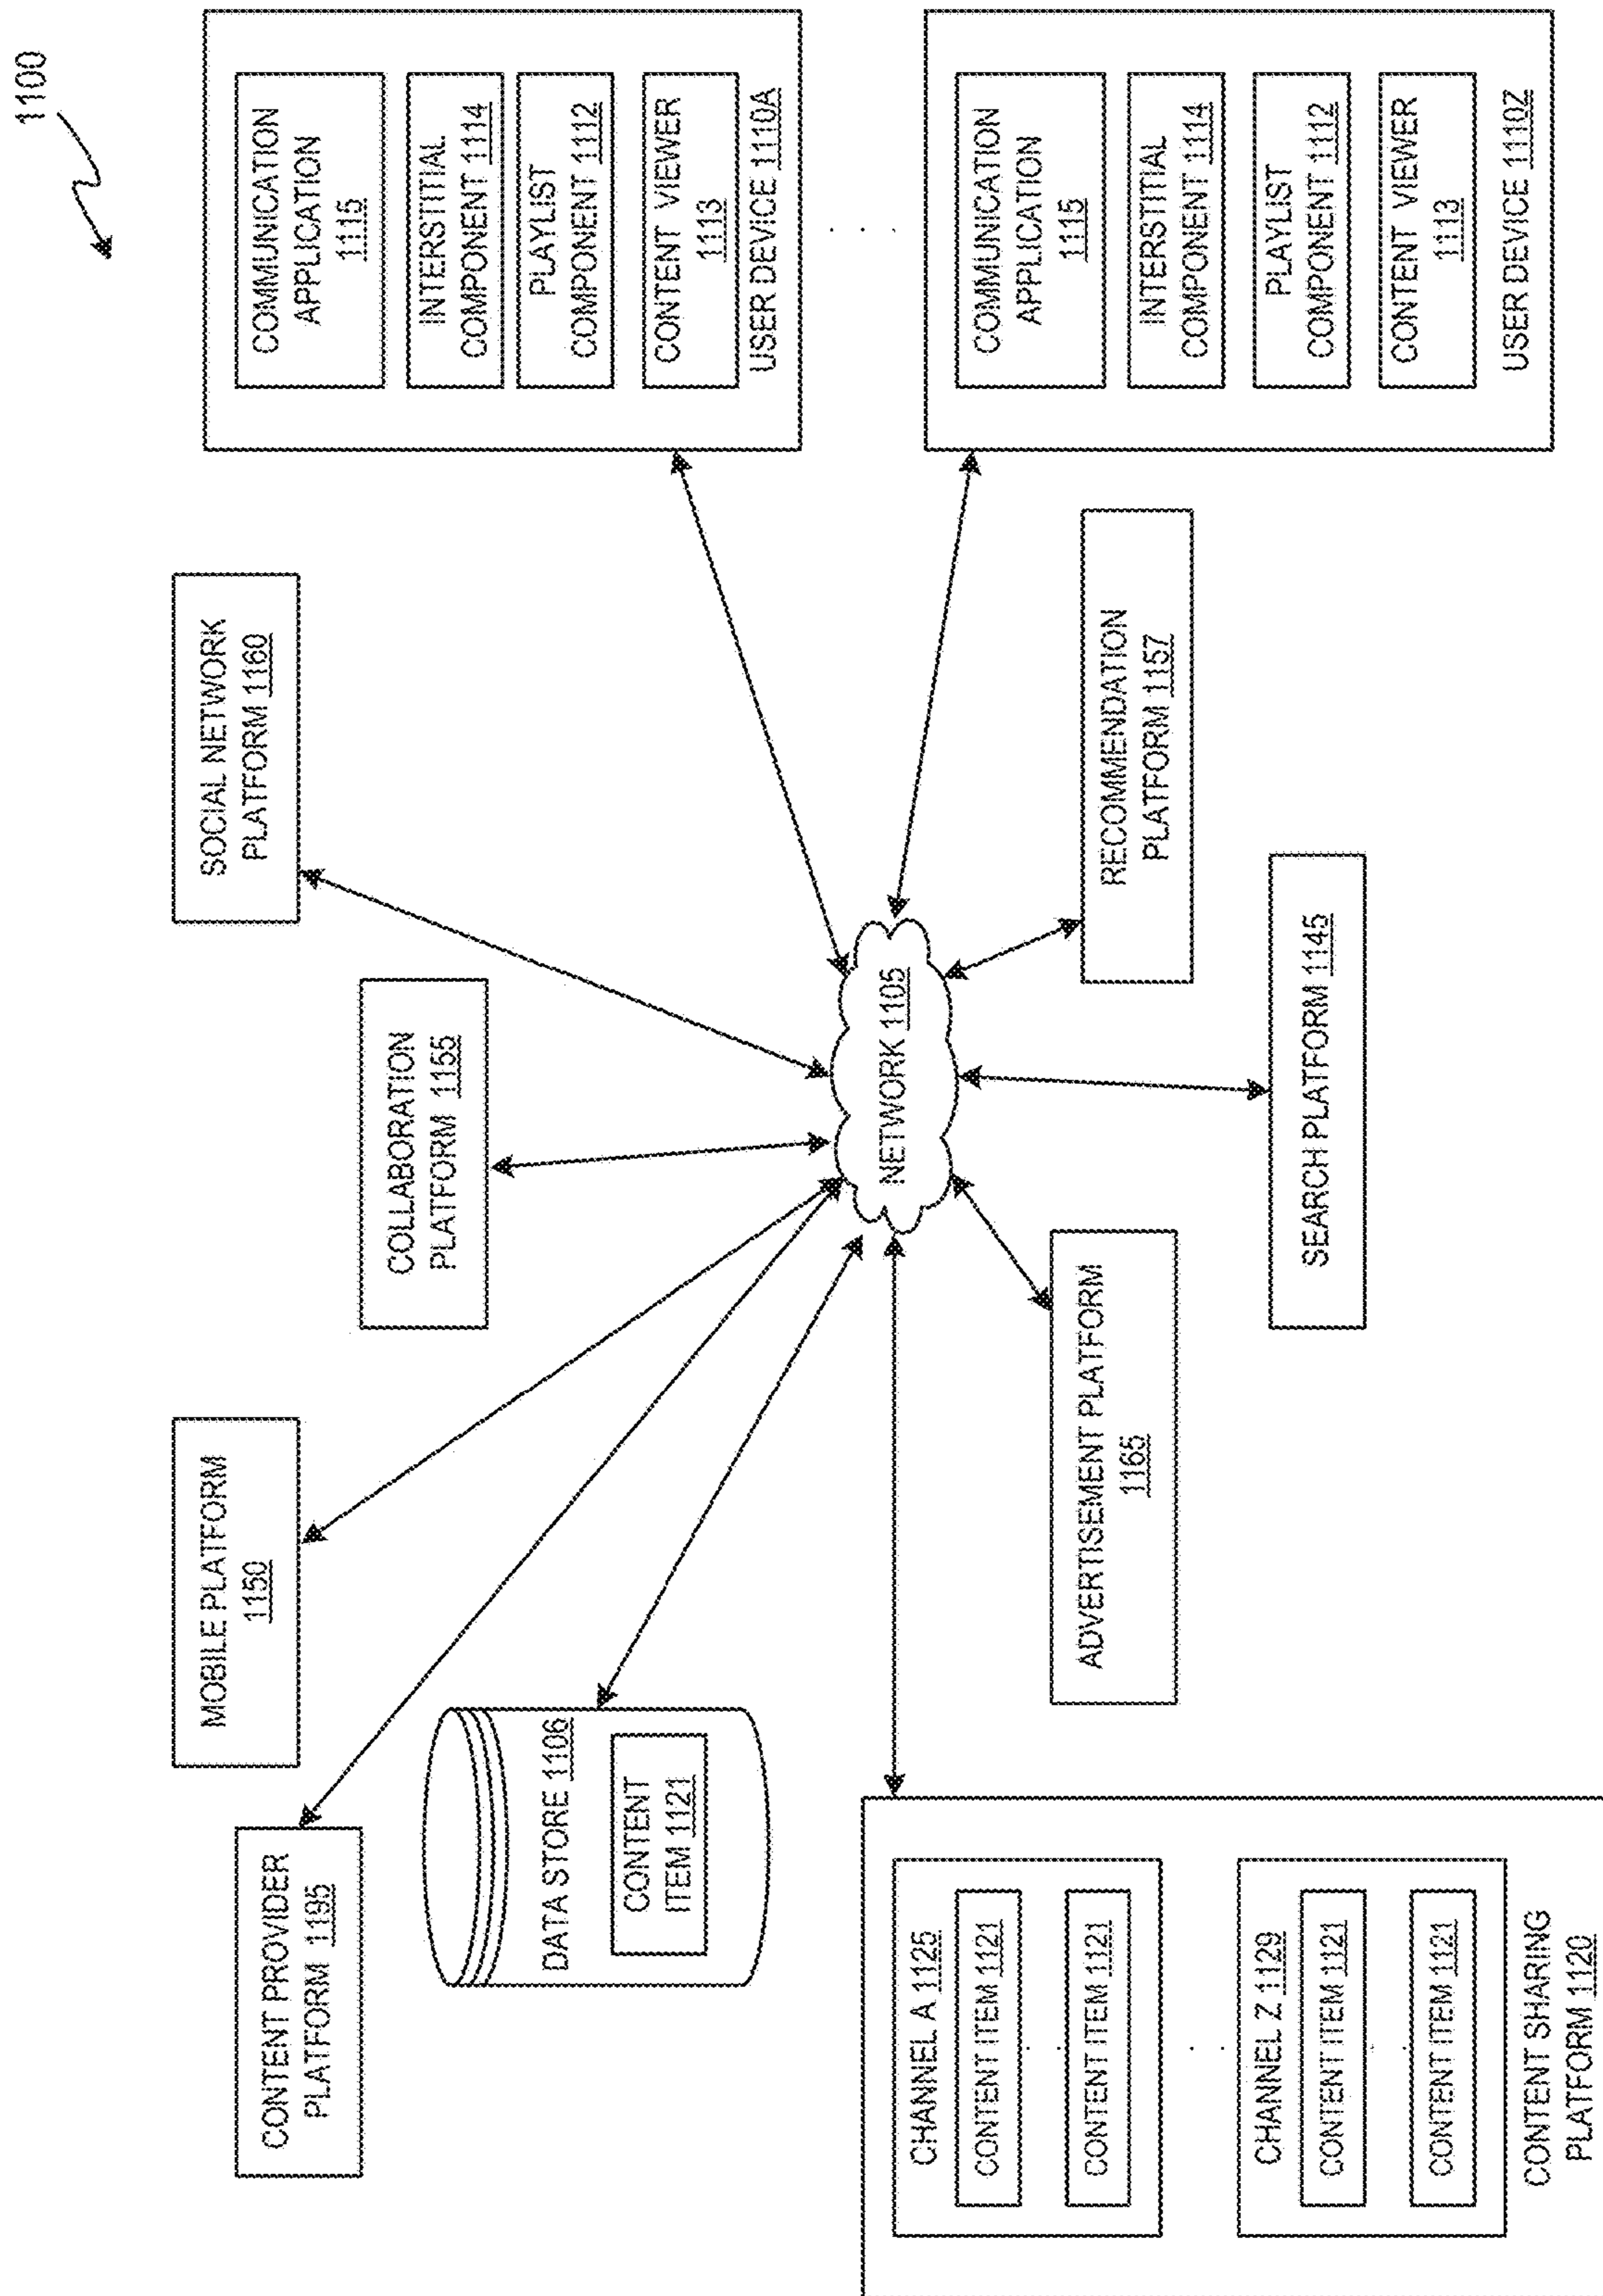 1100
CONTENT PROVIDER
PLATFORM 1195
MOBILE PLATFORM
1150
SOCIAL NETWORK
PLATFORM 1160
COLLABORATION
PLATFORM 1155
DATA STORE 1106
CONTENT
ITEM 1121
NETWORK 1105
COMMUNICATION
APPLICATION
1115
INTERSTITIAL
COMPONENT 1114
PLAYLIST
COMPONENT 1112
CONTENT VIEWER
1113
USER DEVICE 1110A
. . .
CHANNEL A 1125
CONTENT ITEM 1121
. . .
CONTENT ITEM 1121
. . .
CHANNEL Z 1129
CONTENT ITEM 1121
. . .
CONTENT ITEM 1121
CONTENT SHARING
PLATFORM 1120
ADVERTISEMENT PLATFORM
1165
SEARCH PLATFORM 1145
RECOMMENDATION
PLATFORM 1157
COMMUNICATION
APPLICATION
1115
INTERSTITIAL
COMPONENT 1114
PLAYLIST
COMPONENT 1112
CONTENT VIEWER
1113
USER DEVICE 1110Z